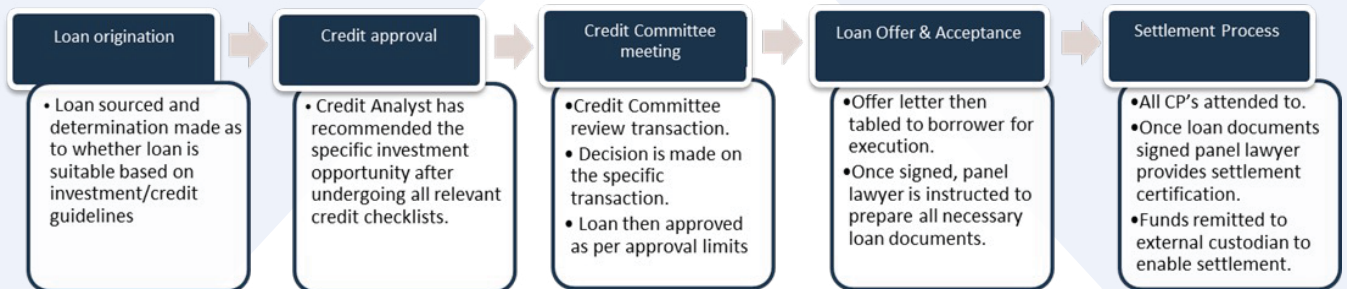 Loan origination
• Loan sourced and
determination made as
to whether loan is
suitable based on
investment/credit
guidelines
Credit approval
• Credit Analyst has
recommended the
specific investment
opportunity after
undergoing all relevant
credit checklists.
Credit Committee
meeting
•Credit Committee
review transaction.
• Decision is made on
the specific
transaction.
• Loan then approved
as per approval limits
Loan Offer & Acceptance
•Offer letter then
tabled to borrower for
execution.
•Once signed, panel
lawyer is instructed to
prepare all necessary
loan documents.
Settlement Process
•All CP's attended to.
•Once loan documents
signed panel lawyer
provides settlement
certification.
•Funds remitted to
external custodian to
enable settlement.